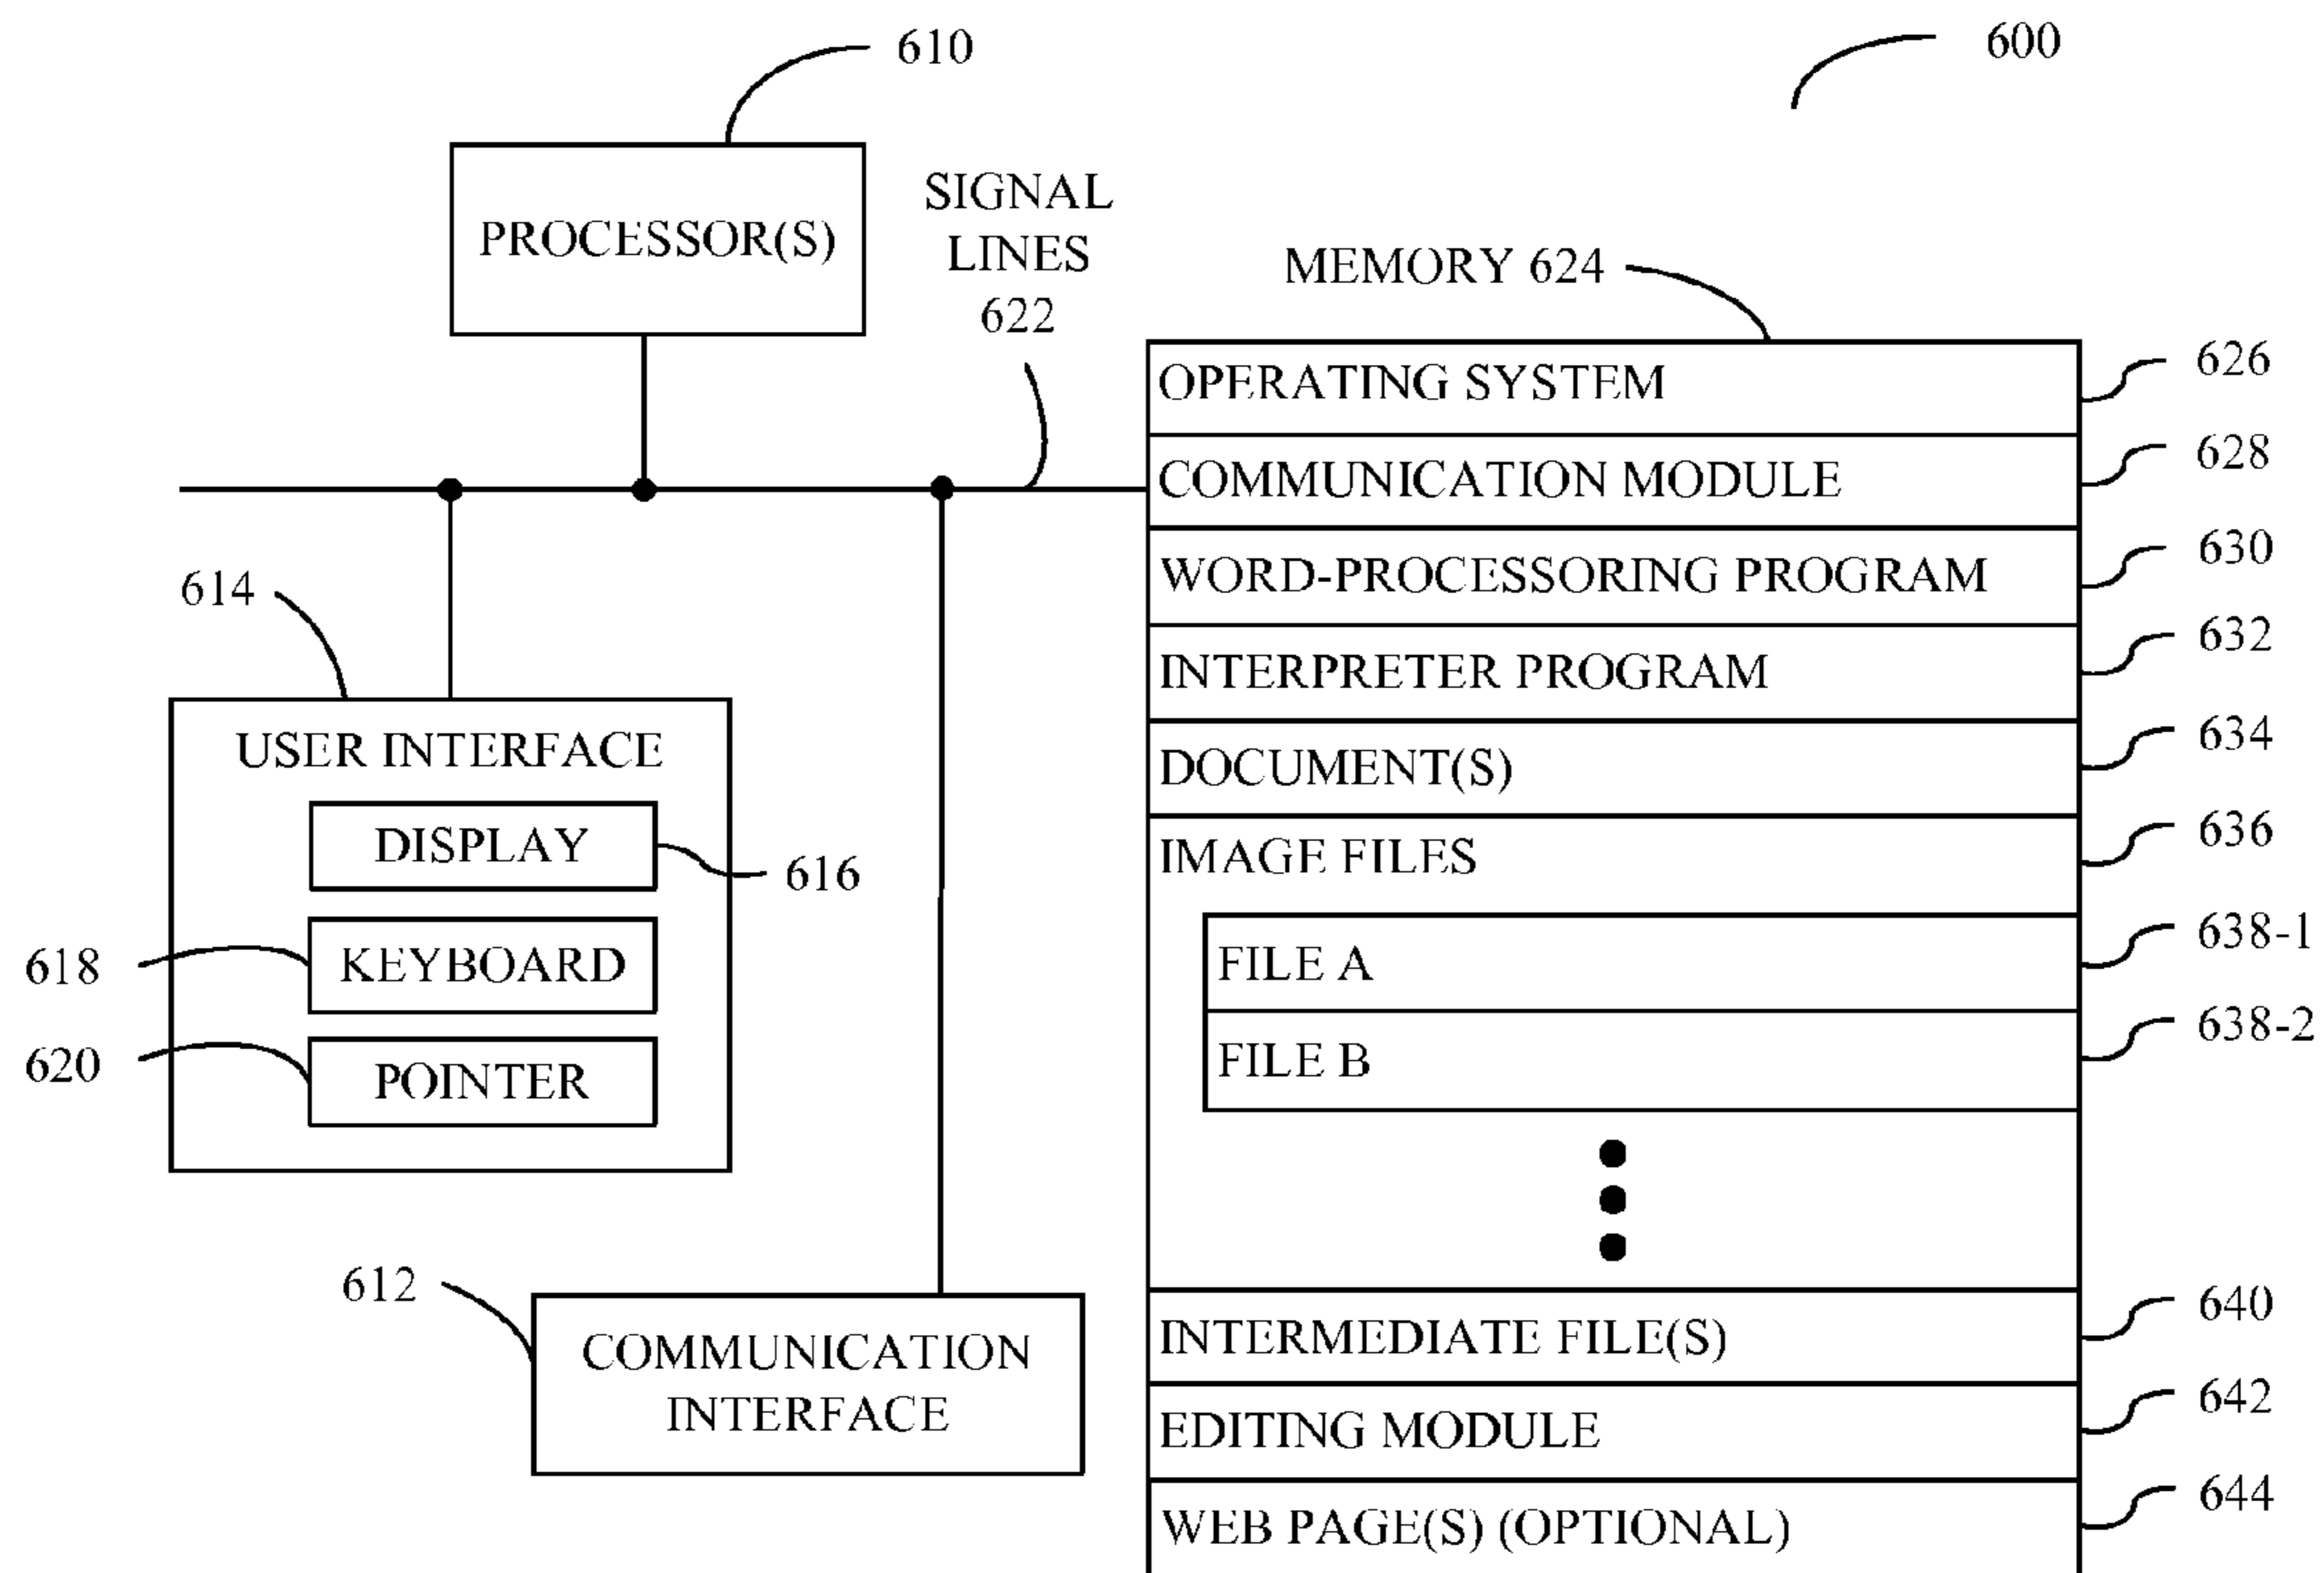 610
600
PROCESSOR(S)
SIGNAL
LINES
622
MEMORY 624
OPERATING SYSTEM
626
COMMUNICATION MODULE
628
WORD-PROCESSORING PROGRAM
630
INTERPRETER PROGRAM
632
DOCUMENT(S)
634
IMAGE FILES
636
FILE A
638-1
FILE B
638-2
INTERMEDIATE FILE(S)
640
EDITING MODULE
642
WEB PAGE(S) (OPTIONAL)
644
614
USER INTERFACE
DISPLAY
616
618
KEYBOARD
620
POINTER
612
COMMUNICATION
INTERFACE